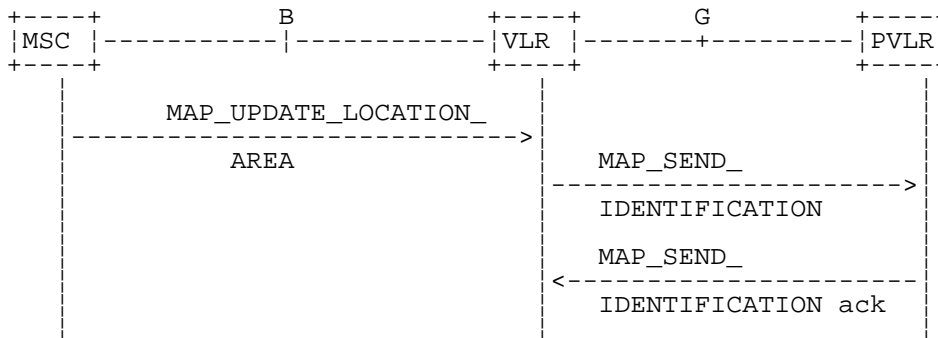 B G
MSC VLR PVLR
MAP_UPDATE_LOCATION_
AREA MAP_SEND_
IDENTIFICATION
MAP_SEND_
IDENTIFICATION ack